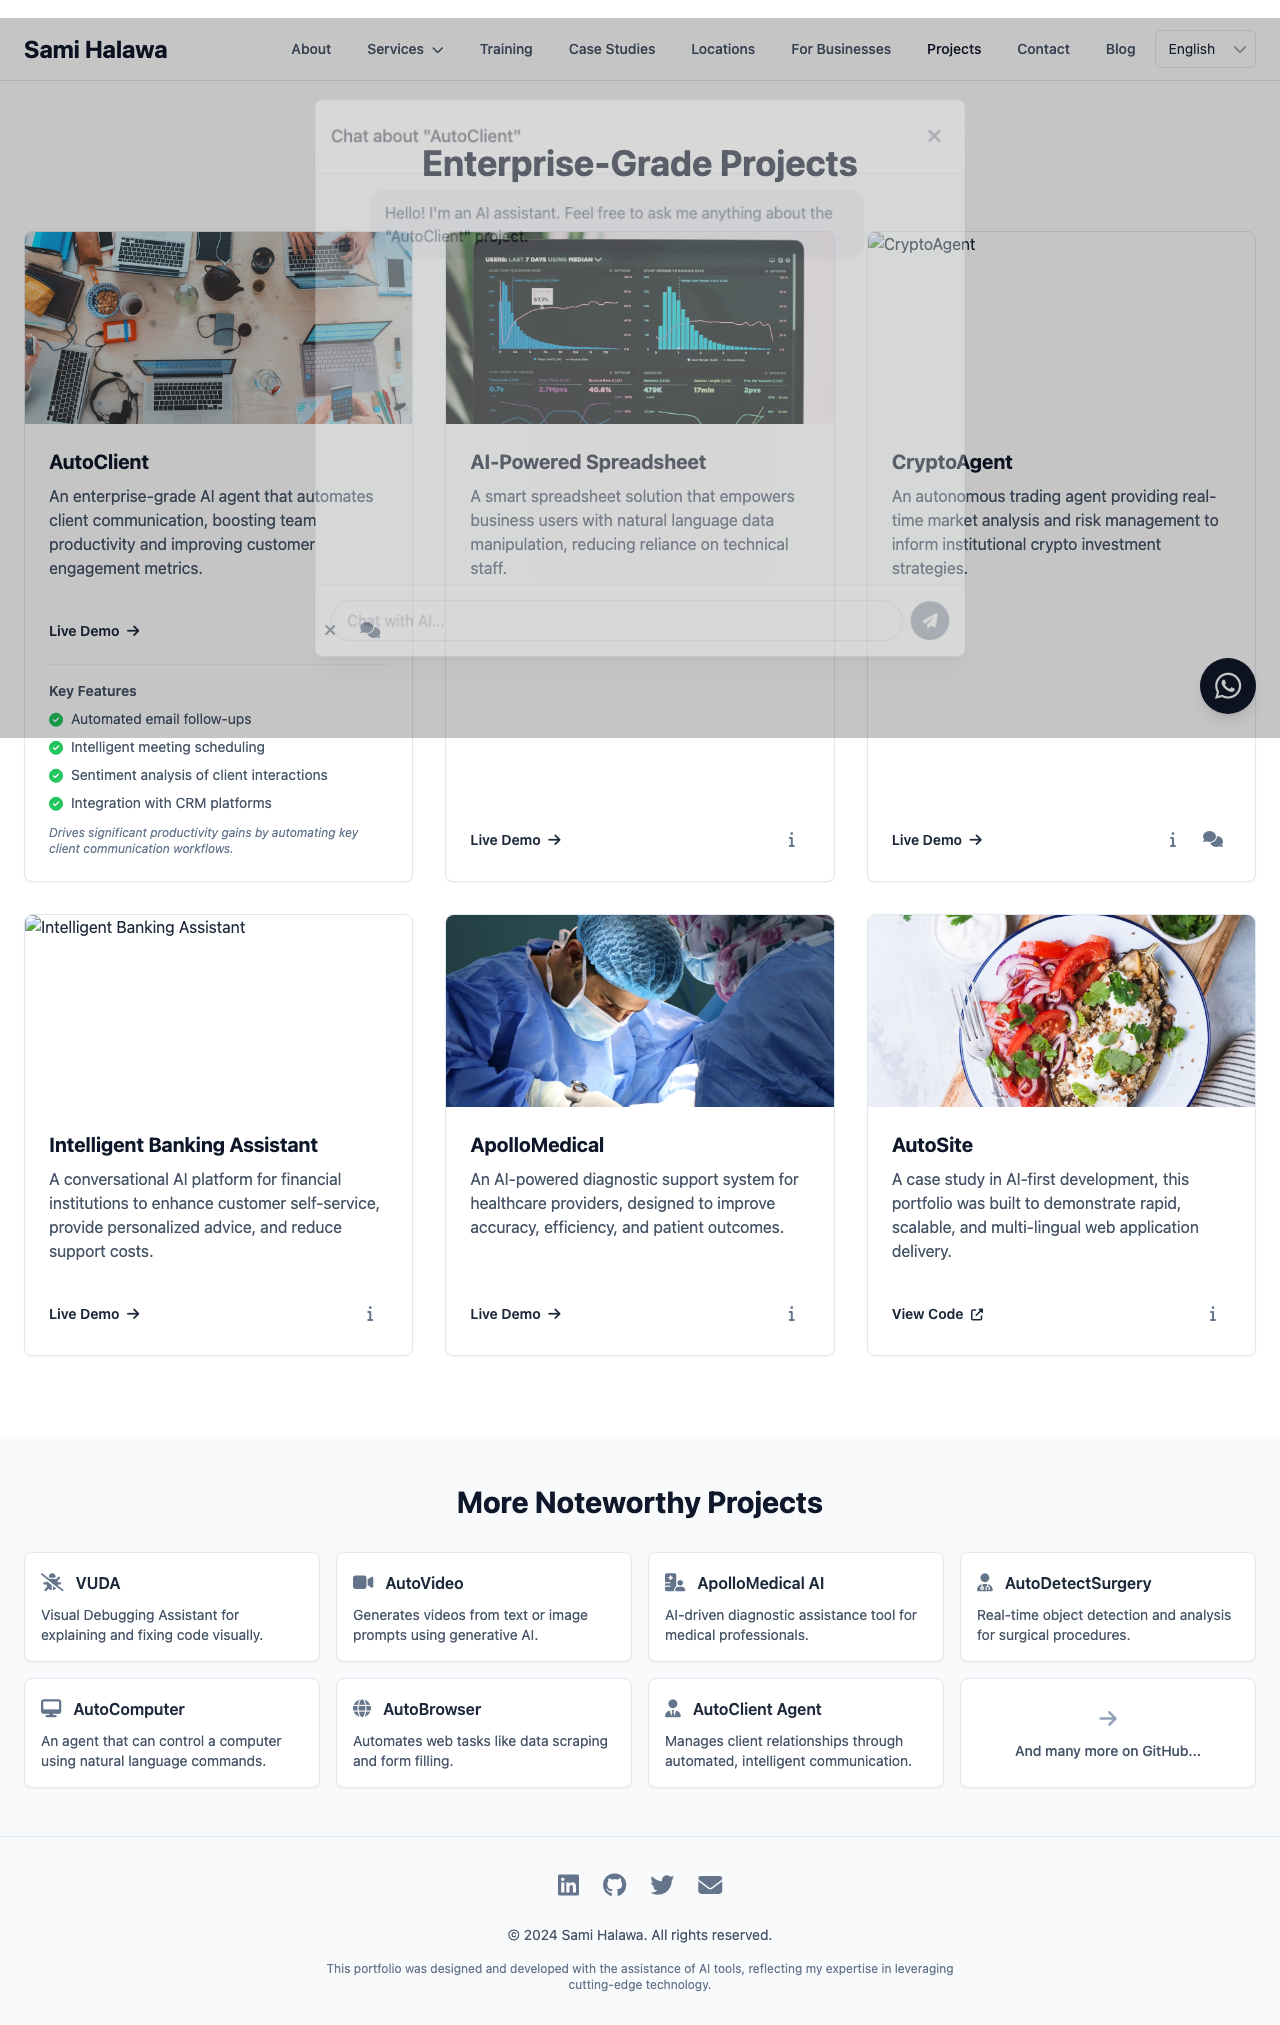 Sami Halawa
About
Services
Training
Case Studies
Locations
For Businesses
Projects
Contact
Blog
English
Chat about "AutoClient"
Enterprise-Grade Projects
Hello! I'm an AI assistant. Feel free to ask me anything about the
"AutoClient" project.
USERS: LAST 7 DAYS USING MEDIAN
CryptoAgent
0.7s
2.7Mpvs
40.6%
479K
17min
2pvs
AutoClient
An enterprise-grade AI agent that automates
client communication, boosting team
productivity and improving customer
engagement metrics.
Live Demo
Key Features
Automated email follow-ups
Intelligent meeting scheduling
Sentiment analysis of client interactions
Integration with CRM platforms
Drives significant productivity gains by automating key
client communication workflows.
AI-Powered Spreadsheet
A smart spreadsheet solution that empowers
business users with natural language data
manipulation, reducing reliance on technical
staff.
Live Demo
CryptoAgent
An autonomous trading agent providing real-
time market analysis and risk management to
inform institutional crypto investment
strategies.
Live Demo
Chat with AI...
Intelligent Banking Assistant
Intelligent Banking Assistant
A conversational AI platform for financial
institutions to enhance customer self-service,
provide personalized advice, and reduce
support costs.
Live Demo
ApolloMedical
An AI-powered diagnostic support system for
healthcare providers, designed to improve
accuracy, efficiency, and patient outcomes.
Live Demo
AutoSite
A case study in AI-first development, this
portfolio was built to demonstrate rapid,
scalable, and multi-lingual web application
delivery.
View Code
More Noteworthy Projects
VUDA
Visual Debugging Assistant for
explaining and fixing code visually.
AutoVideo
Generates videos from text or image
prompts using generative AI.
ApolloMedical AI
AI-driven diagnostic assistance tool for
medical professionals.
AutoDetectSurgery
Real-time object detection and analysis
for surgical procedures.
AutoComputer
An agent that can control a computer
using natural language commands.
AutoBrowser
Automates web tasks like data scraping
and form filling.
AutoClient Agent
Manages client relationships through
automated, intelligent communication.
And many more on GitHub...
© 2024 Sami Halawa. All rights reserved.
This portfolio was designed and developed with the assistance of AI tools, reflecting my expertise in leveraging
cutting-edge technology.